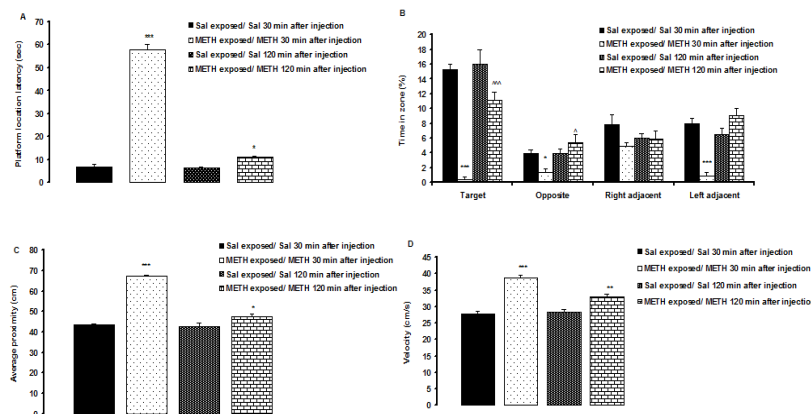 A
Platform location latency (sec)
70
60
50
40
30
20
10
0
***
*
Sal exposed/ Sal 30 min after injection
METH exposed/ METH 30 min after injection
Sal exposed/ Sal 120 min after injection
METH exposed/ METH 120 min after injection
B
Time in zone (%)
20
18
16
14
12
10
8
6
4
2
0
Sal exposed/ Sal 30 min after injection
METH exposed/ METH 30 min after injection
Sal exposed/ Sal 120 min after injection
METH exposed/ METH 120 min after injection
***
^^^
*
^
***
Target Opposite Right adjacent Left adjacent
C
Average proximity (cm)
80
70
60
50
40
30
20
10
0
***
*
Sal exposed/ Sal 30 min after injection
METH exposed/ METH 30 min after injection
Sal exposed/ Sal 120 min after injection
METH exposed/ METH 120 min after injection
D
Velocity (cm/s)
45
40
35
30
25
20
15
10
5
0
***
**
Sal exposed/ Sal 30 min after injection
METH exposed/ METH 30 min after injection
Sal exposed/ Sal 120 min after injection
METH exposed/ METH 120 min after injection